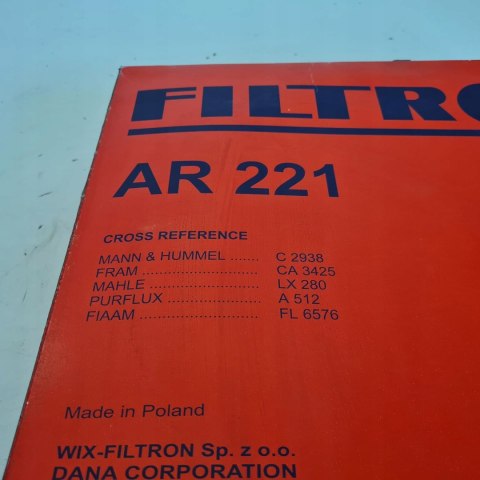 FILTRO
AR 221
CROSS REFERENCE
MANN & HUMMEL ....... C 2938
FRAM ........................... CA 3425
MAHLE ......................... LX 280
PURFLUX ...................... A 512
FIAAM ........................... FL 6576
Made in Poland
WIX-FILTRON Sp. z o.o.
DANA CORPORATION